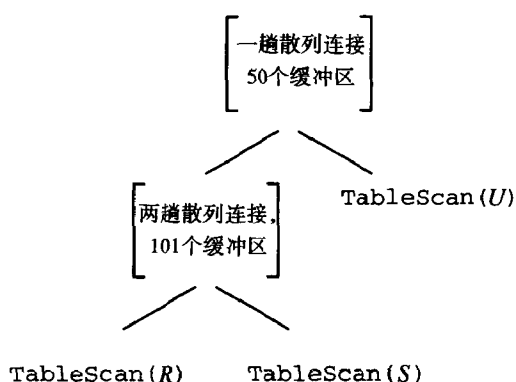 一趟散列连接
50个缓冲区
TableScan(U)
两趟散列连接,
101个缓冲区
TableScan(R) TableScan(S)